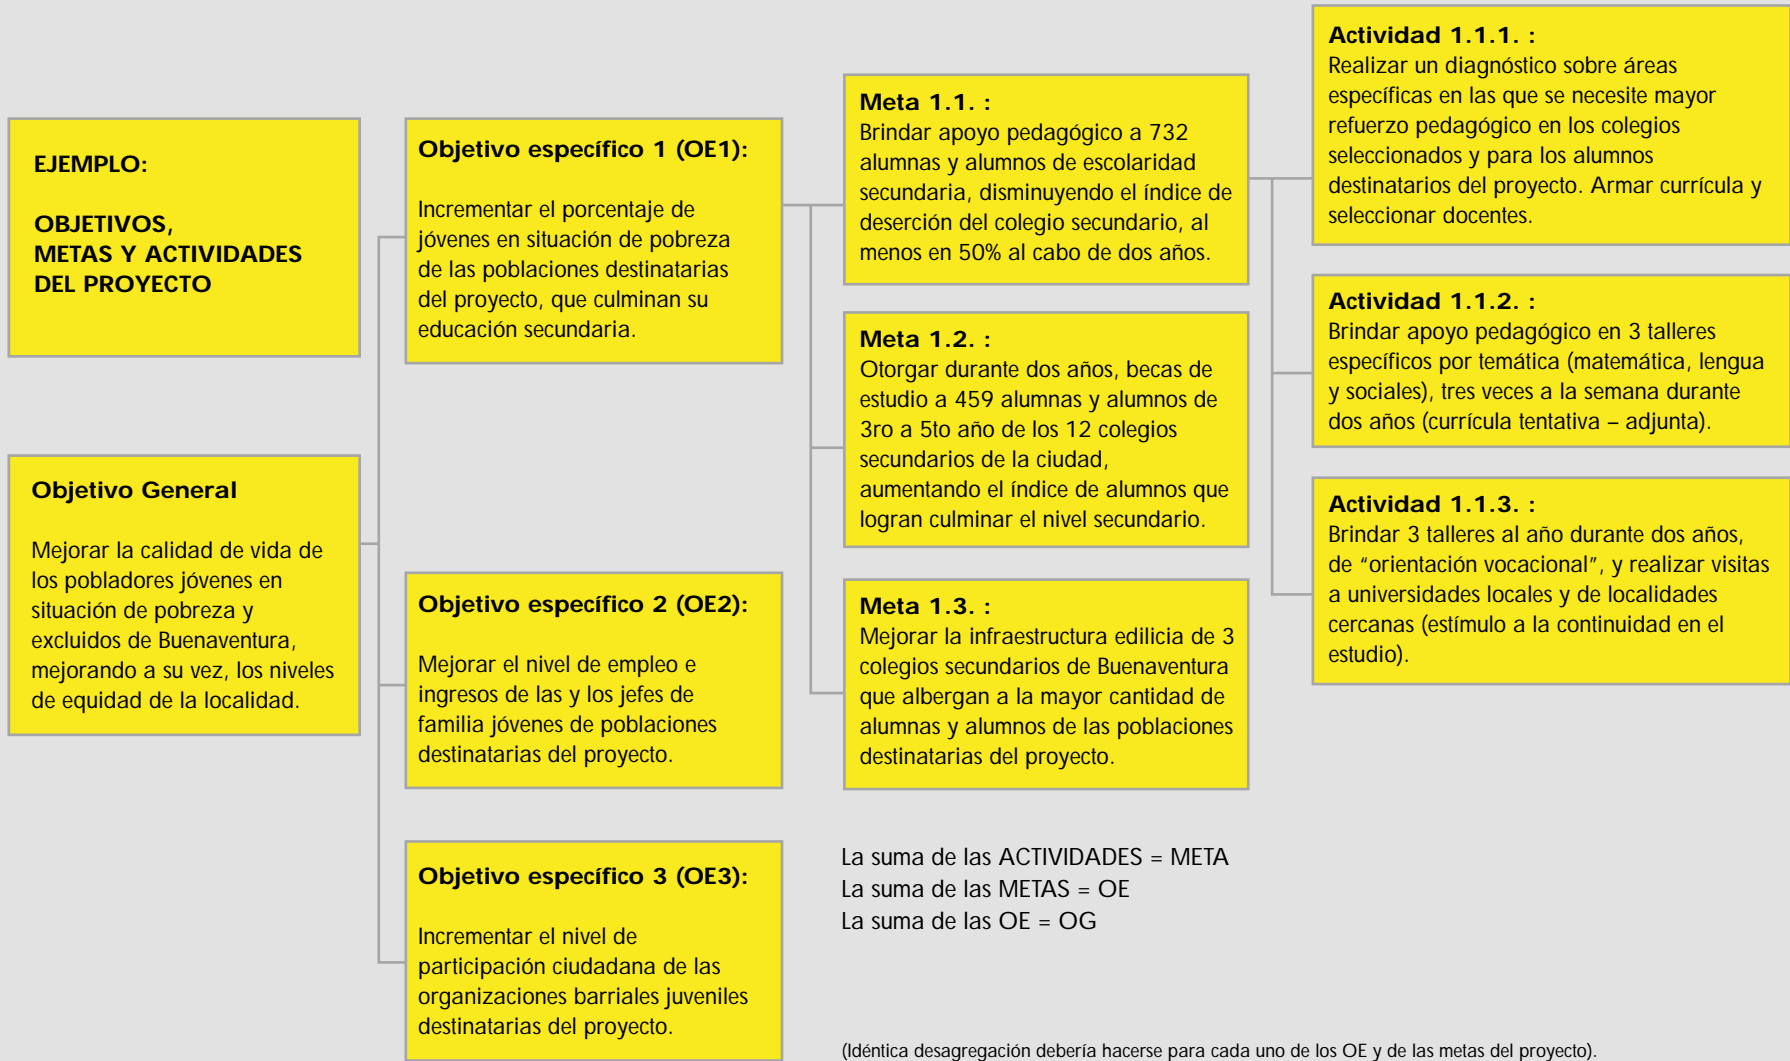 EJEMPLO:
OBJETIVOS,
METAS Y ACTIVIDADES
DEL PROYECTO
Objetivo General
Mejorar la calidad de vida de
los pobladores jóvenes en
situación de pobreza y
excluidos de Buenaventura,
mejorando a su vez, los niveles
de equidad de la localidad.
Objetivo específico 1 (OE1):
Incrementar el porcentaje de
jóvenes en situación de pobreza
de las poblaciones destinatarias
del proyecto, que culminan su
educación secundaria.
Objetivo específico 2 (OE2):
Mejorar el nivel de empleo e
ingresos de las y los jefes de
familia jóvenes de poblaciones
destinatarias del proyecto.
Objetivo específico 3 (OE3):
Incrementar el nivel de
participación ciudadana de las
organizaciones barriales juveniles
destinatarias del proyecto.
Meta 1.1. :
Brindar apoyo pedagógico a 732
alumnas y alumnos de escolaridad
secundaria, disminuyendo el índice de
deserción del colegio secundario, al
menos en 50% al cabo de dos años.
Meta 1.2. :
Otorgar durante dos años, becas de
estudio a 459 alumnas y alumnos de
3ro a 5to año de los 12 colegios
secundarios de la ciudad,
aumentando el índice de alumnos que
logran culminar el nivel secundario.
Meta 1.3. :
Mejorar la infraestructura edilicia de 3
colegios secundarios de Buenaventura
que albergan a la mayor cantidad de
alumnas y alumnos de las poblaciones
destinatarias del proyecto.
Actividad 1.1.1. :
Realizar un diagnóstico sobre áreas
específicas en las que se necesite mayor
refuerzo pedagógico en los colegios
seleccionados y para los alumnos
destinatarios del proyecto. Armar currícula y
seleccionar docentes.
Actividad 1.1.2. :
Brindar apoyo pedagógico en 3 talleres
específicos por temática (matemática, lengua
y sociales), tres veces a la semana durante
dos años (currícula tentativa – adjunta).
Actividad 1.1.3. :
Brindar 3 talleres al año durante dos años,
de “orientación vocacional”, y realizar visitas
a universidades locales y de localidades
cercanas (estímulo a la continuidad en el
estudio).
La suma de las ACTIVIDADES = META
La suma de las METAS = OE
La suma de las OE = OG
(Idéntica desagregación debería hacerse para cada uno de los OE y de las metas del proyecto).